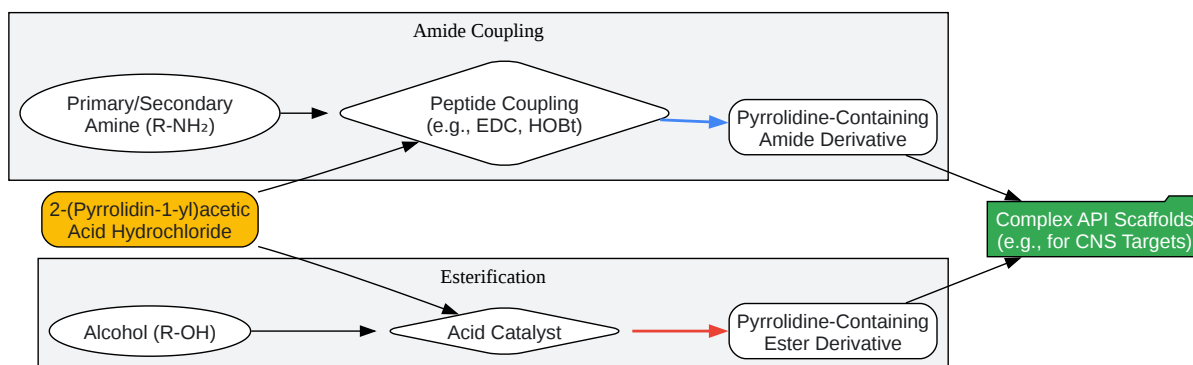 Amide Coupling
Primary/Secondary
Amine (R-NH₂)
Peptide Coupling
(e.g., EDC, HOBt)
Pyrrolidine-Containing
Amide Derivative
2-(Pyrrolidin-1-yl)acetic
Acid Hydrochloride
Complex API Scaffolds
(e.g., for CNS Targets)
Esterification
Alcohol (R-OH)
Acid Catalyst
Pyrrolidine-Containing
Ester Derivative